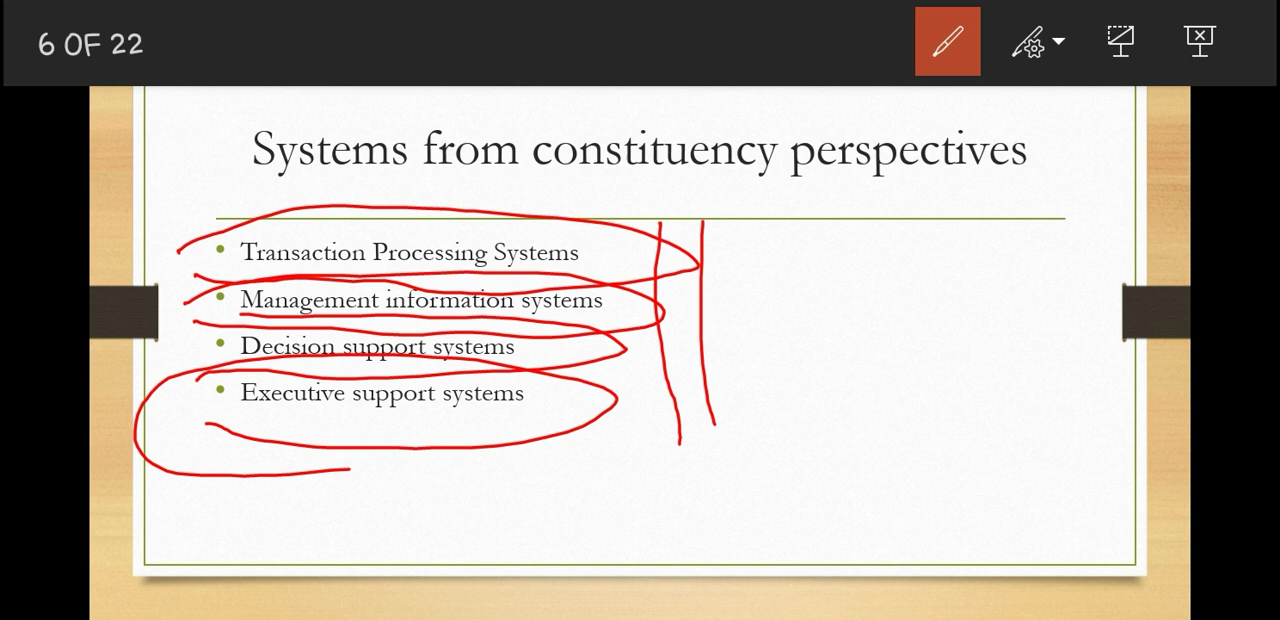 6 OF 22
Systems from constituency perspectives
• Transaction Processing Systems
• Management information systems
• Decision support systems
• Executive support systems